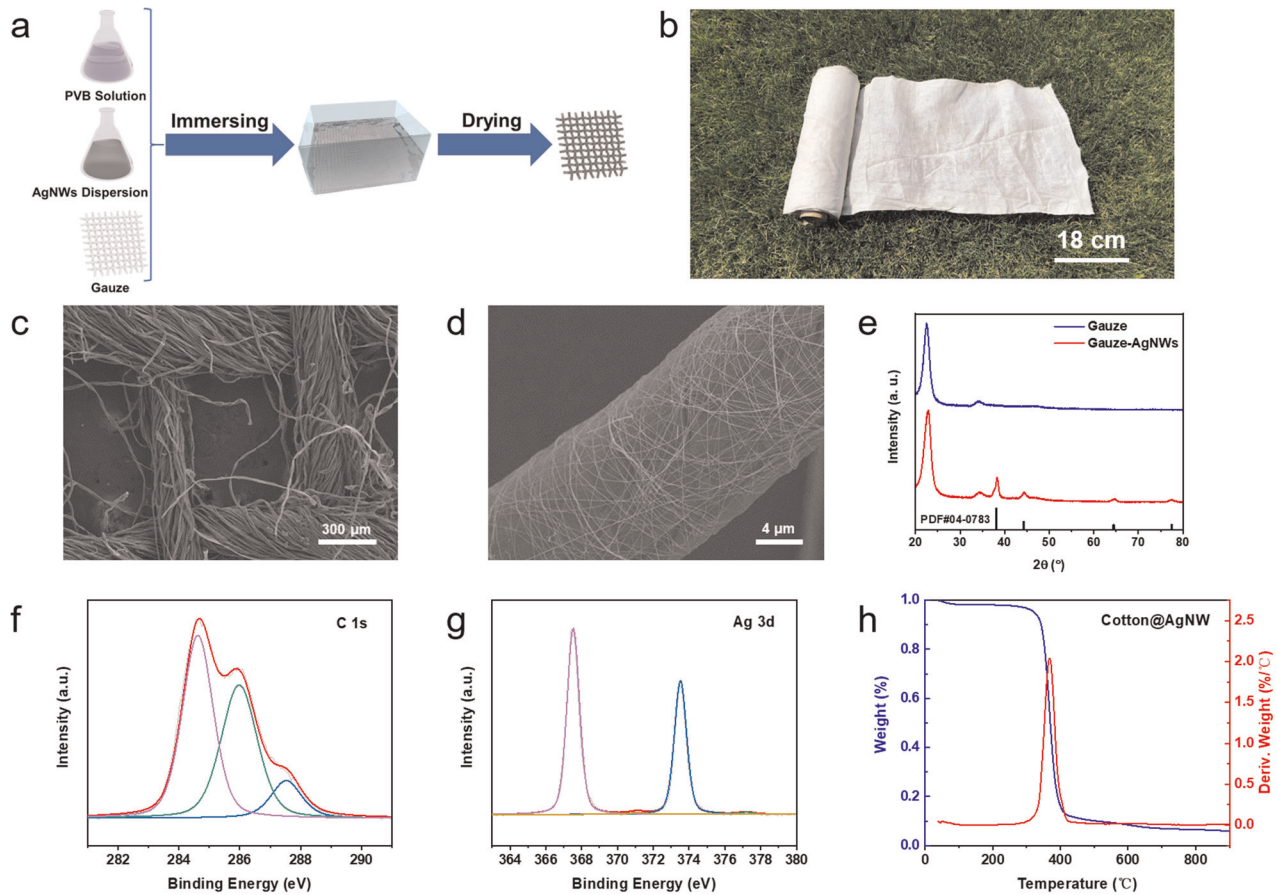 a
PVB Solution
AgNWs Dispersion
Gauze
Immersing
Drying
b
18 cm
c
300 μm
d
4 μm
e
Gauze
Gauze-AgNWs
PDF#04-0783
Intensity (a. u.)
20 30 40 50 60 70 80
2θ (°)
f
C 1s
Intensity (a.u.)
282 284 286 288 290
Binding Energy (eV)
g
Ag 3d
Intensity (a.u.)
364 366 368 370 372 374 376 378 380
Binding Energy (eV)
h
Cotton@AgNW
Weight (%)
1.0
0.8
0.6
0.4
0.2
0.0
0 200 400 600 800
Temperature (℃)
2.5
2.0
1.5
1.0
0.5
0.0
Deriv. Weight (%/℃)